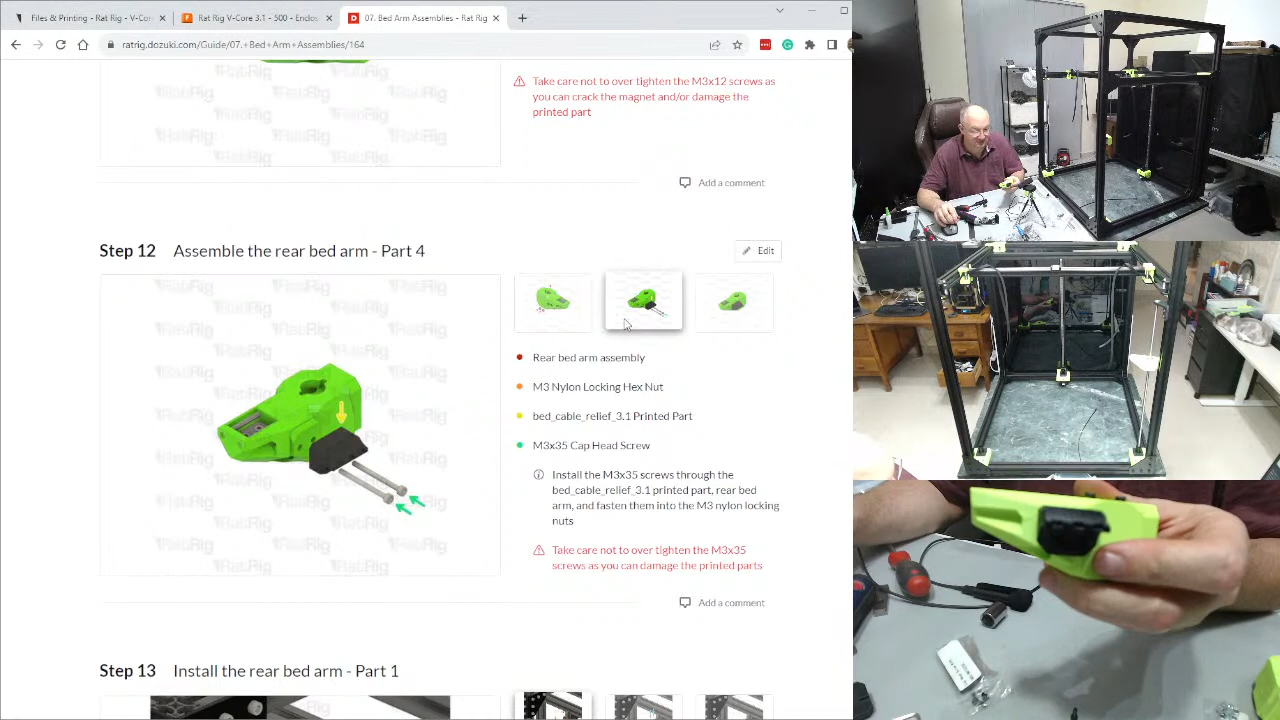 Files & Printing - Rat Rig - V-Co
Rat Rig V-Core 3.1 - 500 - Enclos
07. Bed Arm Assemblies - Rat Rig
ratrig.dozuki.com/Guide/07.+Bed+Arm+Assemblies/164
Take care not to over tighten the M3x12 screws as
you can crack the magnet and/or damage the
printed part
Add a comment
Step 12 Assemble the rear bed arm - Part 4
Edit
Rear bed arm assembly
M3 Nylon Locking Hex Nut
bed_cable_relief_3.1 Printed Part
M3x35 Cap Head Screw
Install the M3x35 screws through the
bed_cable_relief_3.1 printed part, rear bed
arm, and fasten them into the M3 nylon locking
nuts
Take care not to over tighten the M3x35
screws as you can damage the printed parts
Add a comment
Step 13 Install the rear bed arm - Part 1